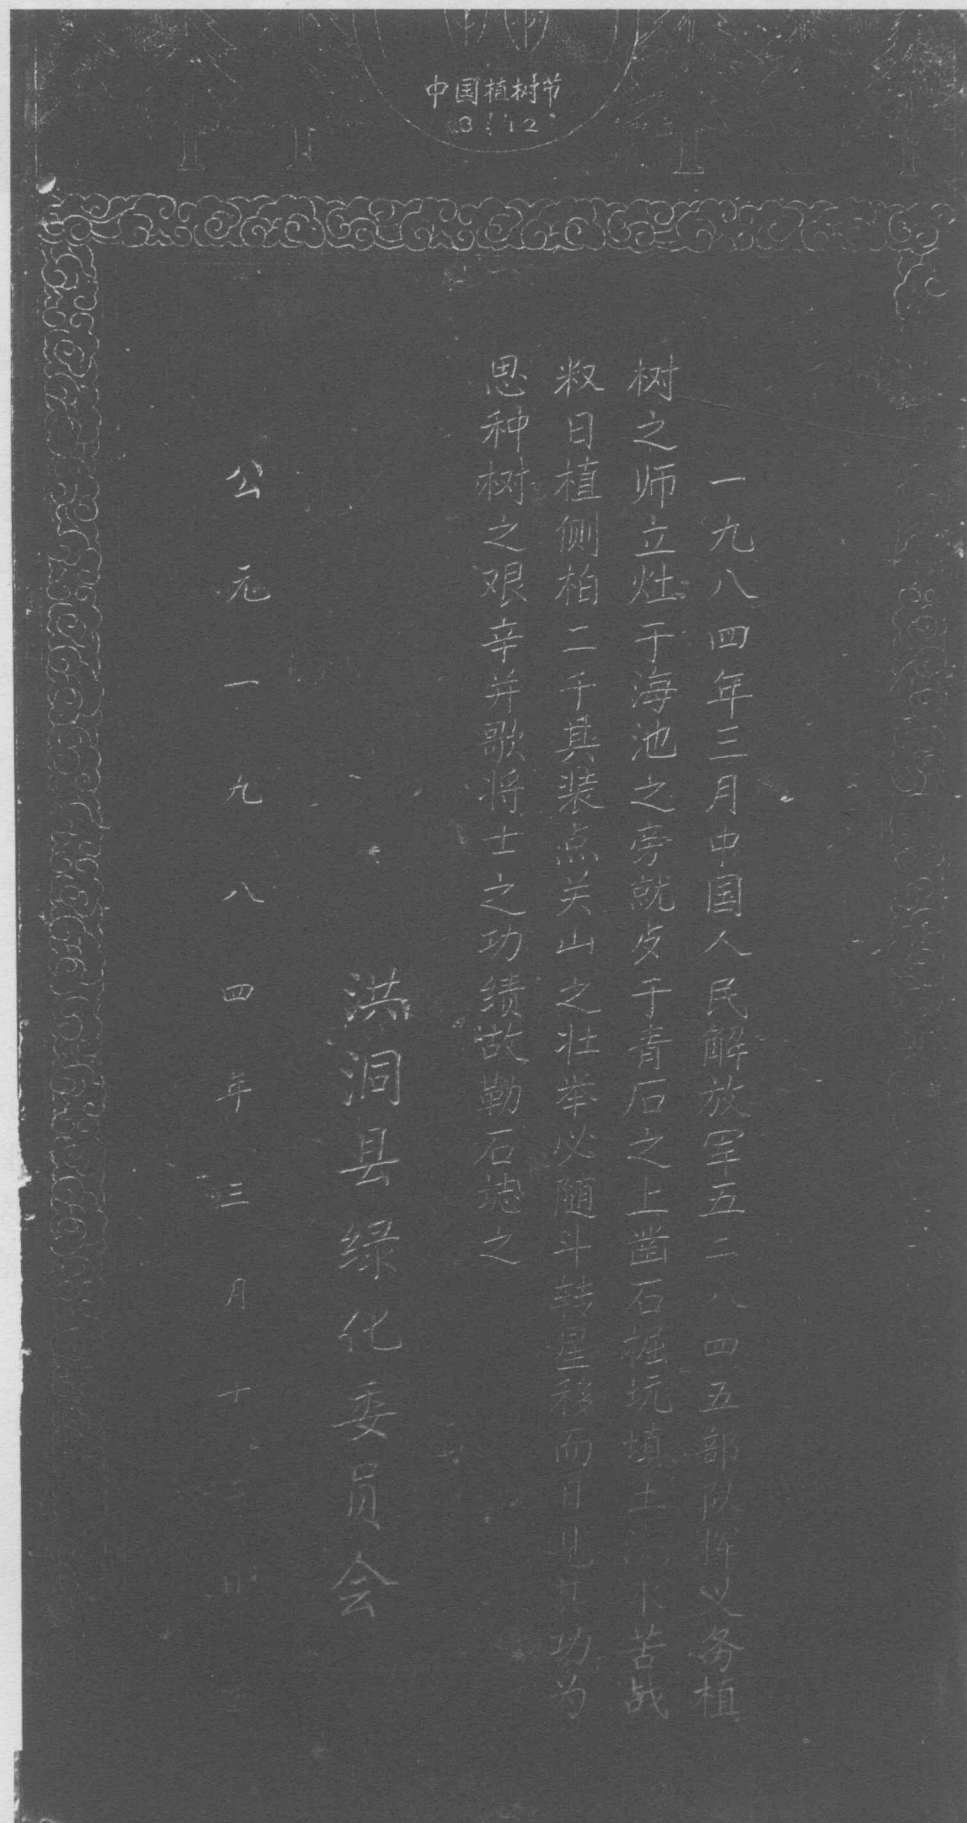 中国植树节
3.12
一九八四年三月中国人民解放军五二八四五部队挥义务植
树之师立灶于海池之旁就歺于青石之上凿石掘坑填土浇水苦战
数日植侧柏二千其装点关山之壮举必随斗转星移而日见其功为
思种树之艰辛并歌将士之功绩故勒石志之
洪洞县绿化委员会
公元一九八四年三月十二日